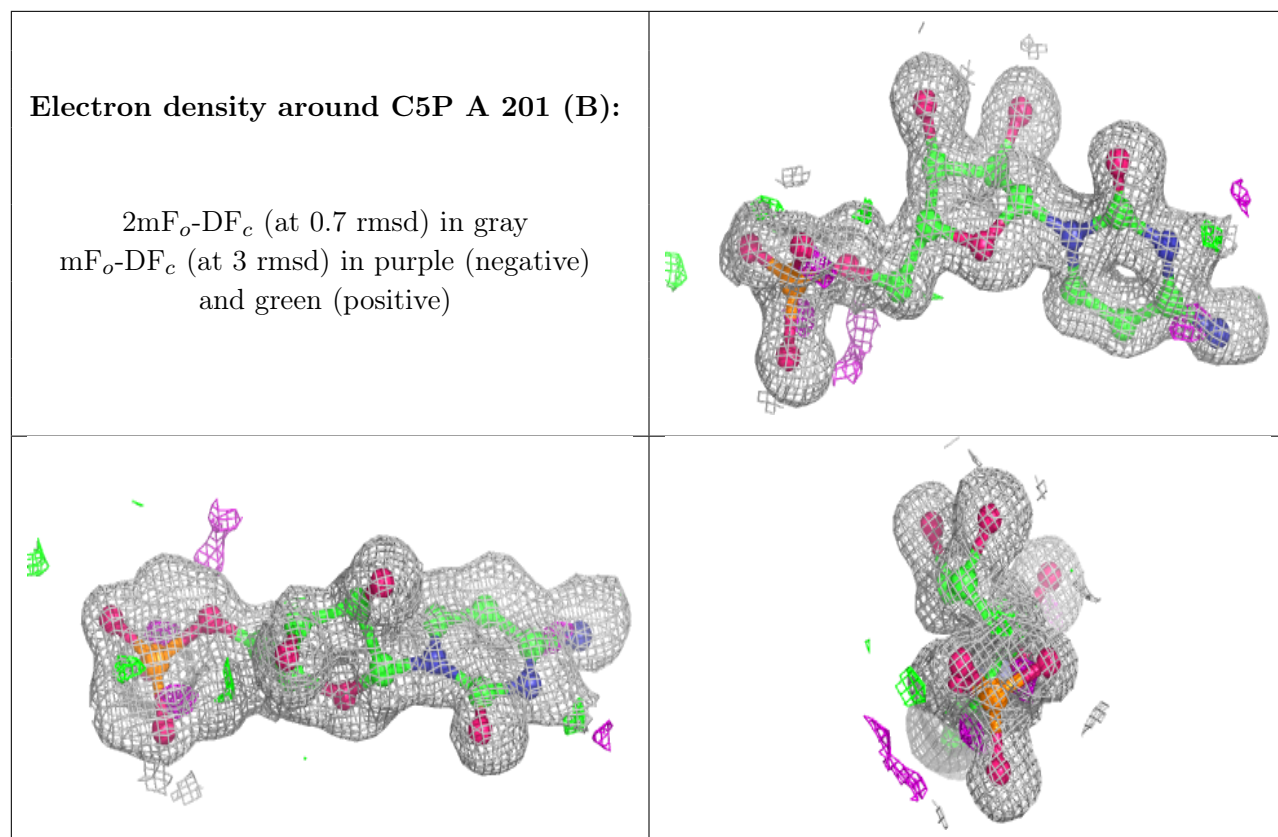 Electron density around C5P A 201 (B):
2mFₒ-DF𝒸 (at 0.7 rmsd) in gray
mFₒ-DF𝒸 (at 3 rmsd) in purple (negative)
and green (positive)